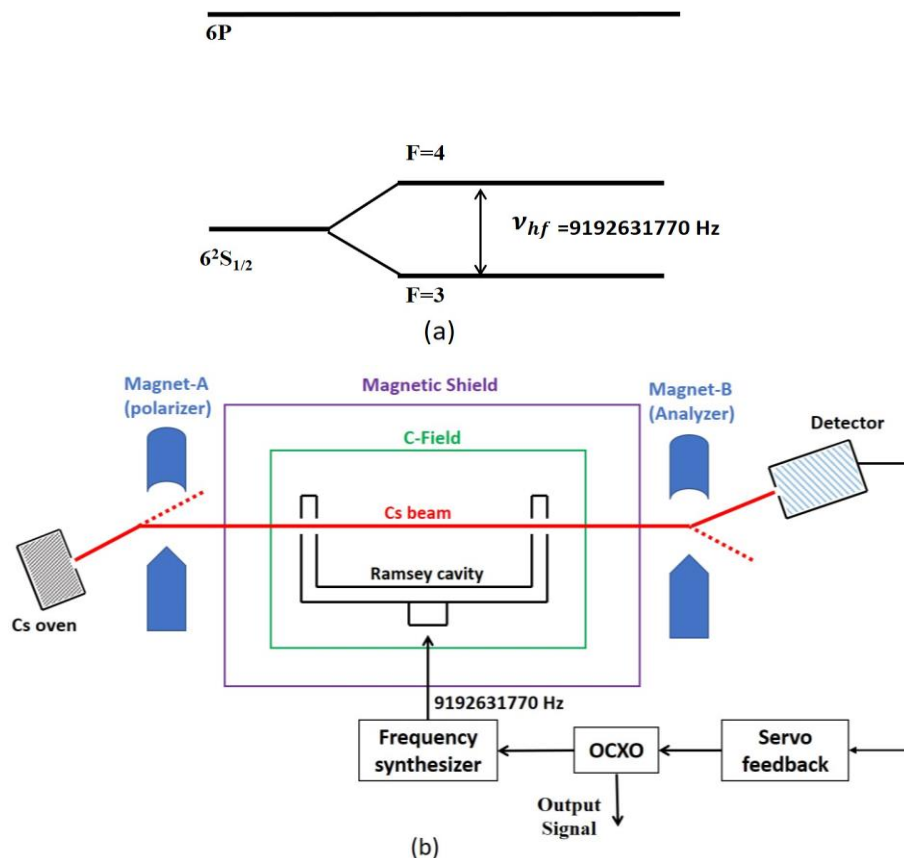 6P
F=4
ν_hf =9192631770 Hz
6²S₁/₂
F=3
(a)
Magnet-A
(polarizer)
Magnetic Shield
Magnet-B
(Analyzer)
Detector
C-Field
Cs beam
Ramsey cavity
Cs oven
9192631770 Hz
Frequency
synthesizer
OCXO
Servo
feedback
Output
Signal
(b)